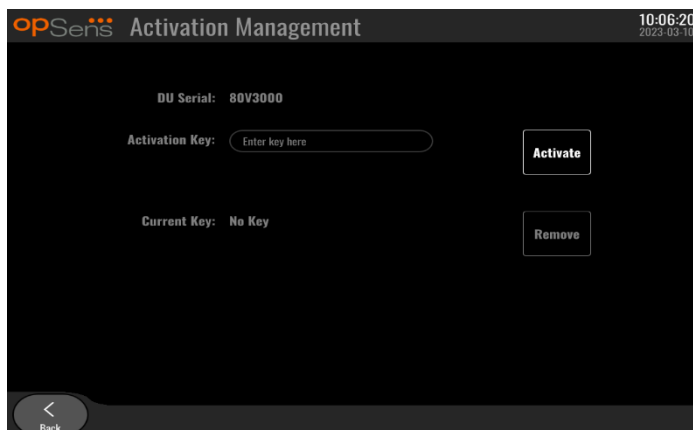 opSens Activation Management 10:06:20
2023-03-10
DU Serial: 80V3000
Activation Key: Enter key here
Activate
Current Key: No Key
Remove
Back